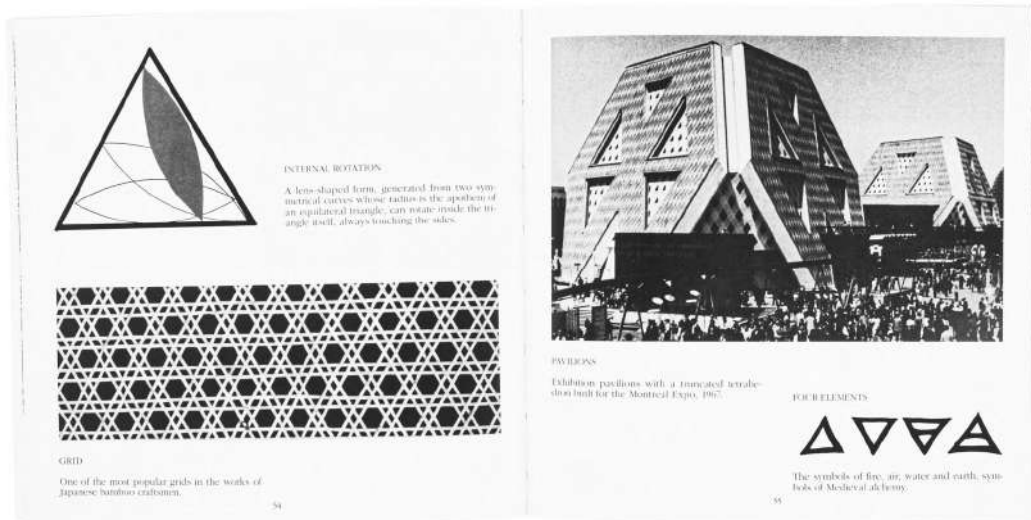 INTERNAL ROTATION
A lens-shaped form, generated from two sym-
metrical curves whose radius is the apothem of
an equilateral triangle, can rotate inside the tri-
angle itself, always touching the sides.
GRID
One of the most popular grids in the works of
Japanese bamboo craftsmen.
54
PAVILIONS
Exhibition pavilions with a truncated tetrahe-
dron built for the Montreal Expo, 1967.
FOUR ELEMENTS
The symbols of fire, air, water and earth, sym-
bols of Medieval alchemy.
55